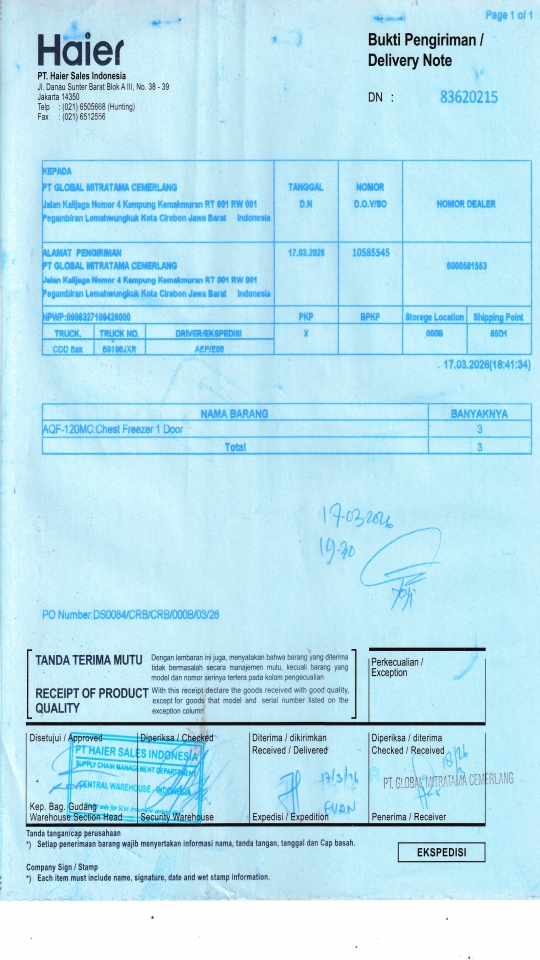 Page 1 of 1
Haier
Bukti Pengiriman /
Delivery Note
PT. Haier Sales Indonesia
Jl. Danau Sunter Barat Blok A III, No. 38 - 39
Jakarta 14350
Telp : (021) 6505668 (Hunting)
Fax : (021) 6512556
DN : 83620215
KEPADA
PT GLOBAL MITRATAMA CEMERLANG
Jalan Kalijaga Nomor 4 Kampung Kemakmuran RT 001 RW 001
Pegambiran Lemahwungkuk Kota Cirebon Jawa Barat Indonesia
TANGGAL
D.N
NOMOR
D.O.V/SO
NOMOR DEALER
ALAMAT PENGIRIMAN
PT GLOBAL MITRATAMA CEMERLANG
Jalan Kalijaga Nomor 4 Kampung Kemakmuran RT 001 RW 001
Pegambiran Lemahwungkuk Kota Cirebon Jawa Barat Indonesia
17.03.2026
10585545
6000581553
NPWP:0906327109426000
PKP BPKP Storege Location Shipping Point
TRUCK. TRUCK NO. DRIVER/EKSPEDISI X 000B 65D1
CDD Bak AEP/E66
17.03.2026(16:41:34)
NAMA BARANG BANYAKNYA
AQF-120MC:Chest Freezer 1 Door 3
Total 3
17-03-2026
19-30
PO Number:DS0084/CRB/CRB/000B/03/26
TANDA TERIMA MUTU
Dengan lembaran ini juga, menyatakan bahwa barang yang diterima
tidak bermasalah secara manajemen mutu, kecuali barang yang
model dan nomor serinya tertera pada kolom pengecualian
RECEIPT OF PRODUCT
QUALITY
With this receipt declare the goods received with good quality,
except for goods that model and serial number listed on the
exception column
Perkecualian /
Exception
Disetujui / Approved
Diperiksa / Checked
Diterima / dikirimkan
Received / Delivered
Diperiksa / diterima
Checked / Received
PT HAIER SALES INDONESIA
SUPPLY CHAIN MANAGEMENT DEPARTMENT
CENTRAL WAREHOUSE - INDONESIA
17/3/26
PT. GLOBAL MITRATAMA CEMERLANG
Kep. Bag. Gudang
Warehouse Section Head
Security Warehouse
Expedisi / Expedition
Penerima / Receiver
Tanda tangan/cap perusahaan
*) Setiap penerimaan barang wajib menyertakan informasi nama, tanda tangan, tanggal dan Cap basah.
EKSPEDISI
Company Sign / Stamp
*) Each item must include name, signature, date and wet stamp information.